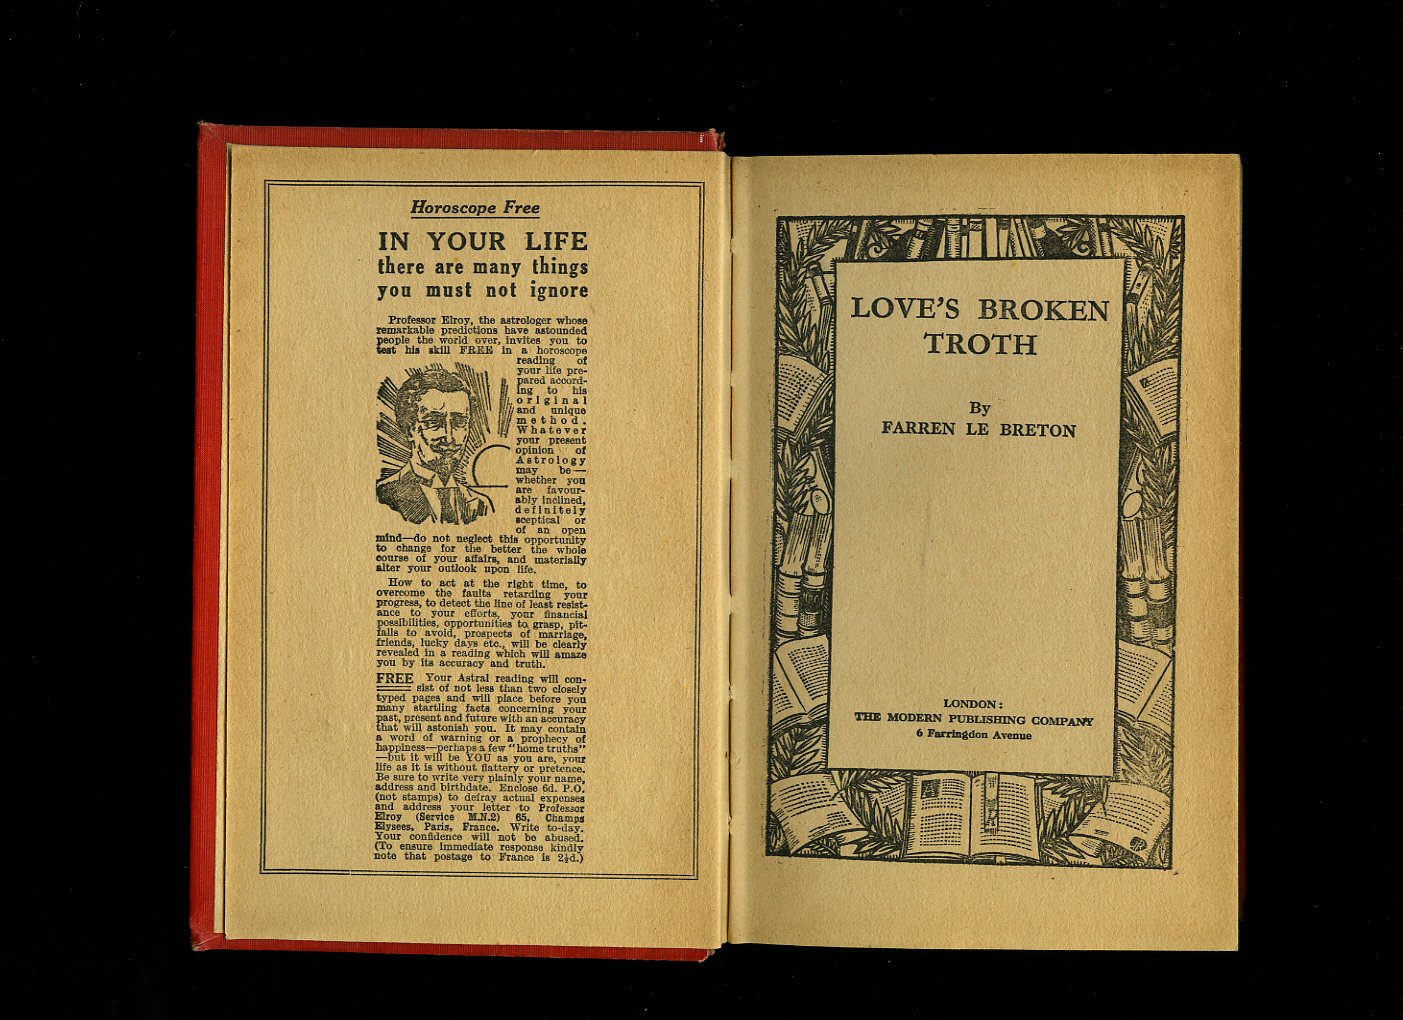 Horoscope Free
IN YOUR LIFE
there are many things
you must not ignore
Professor Elroy, the astrologer whose
remarkable predictions have astounded
people the world over, invites you to
test his skill FREE in a horoscope
reading of
your life pre-
pared accord-
ing to his
original
and unique
method.
Whatever
your present
opinion of
Astrology
may be—
whether you
are favour-
ably inclined,
definitely
sceptical or
of an open
mind—do not neglect this opportunity
to change for the better the whole
course of your affairs, and materially
alter your outlook upon life.
How to act at the right time, to
overcome the faults retarding your
progress, to detect the line of least resist-
ance to your efforts, your financial
possibilities, opportunities to grasp, pit-
falls to avoid, prospects of marriage,
friends, lucky days etc., will be clearly
revealed in a reading which will amaze
you by its accuracy and truth.
FREE Your Astral reading will con-
sist of not less than two closely
typed pages and will place before you
many startling facts concerning your
past, present and future with an accuracy
that will astonish you. It may contain
a word of warning or a prophecy of
happiness—perhaps a few "home truths"
—but it will be YOU as you are, your
life as it is without flattery or pretence.
Be sure to write very plainly your name,
address and birthdate. Enclose 6d. P.O.
(not stamps) to defray actual expenses
and address your letter to Professor
Elroy (Service M.N.2) 65, Champs
Elysees, Paris, France. Write to-day.
Your confidence will not be abused.
(To ensure immediate response kindly
note that postage to France is 2½d.)
LOVE'S BROKEN
TROTH
By
FARREN LE BRETON
LONDON:
THE MODERN PUBLISHING COMPANY
6 Farringdon Avenue